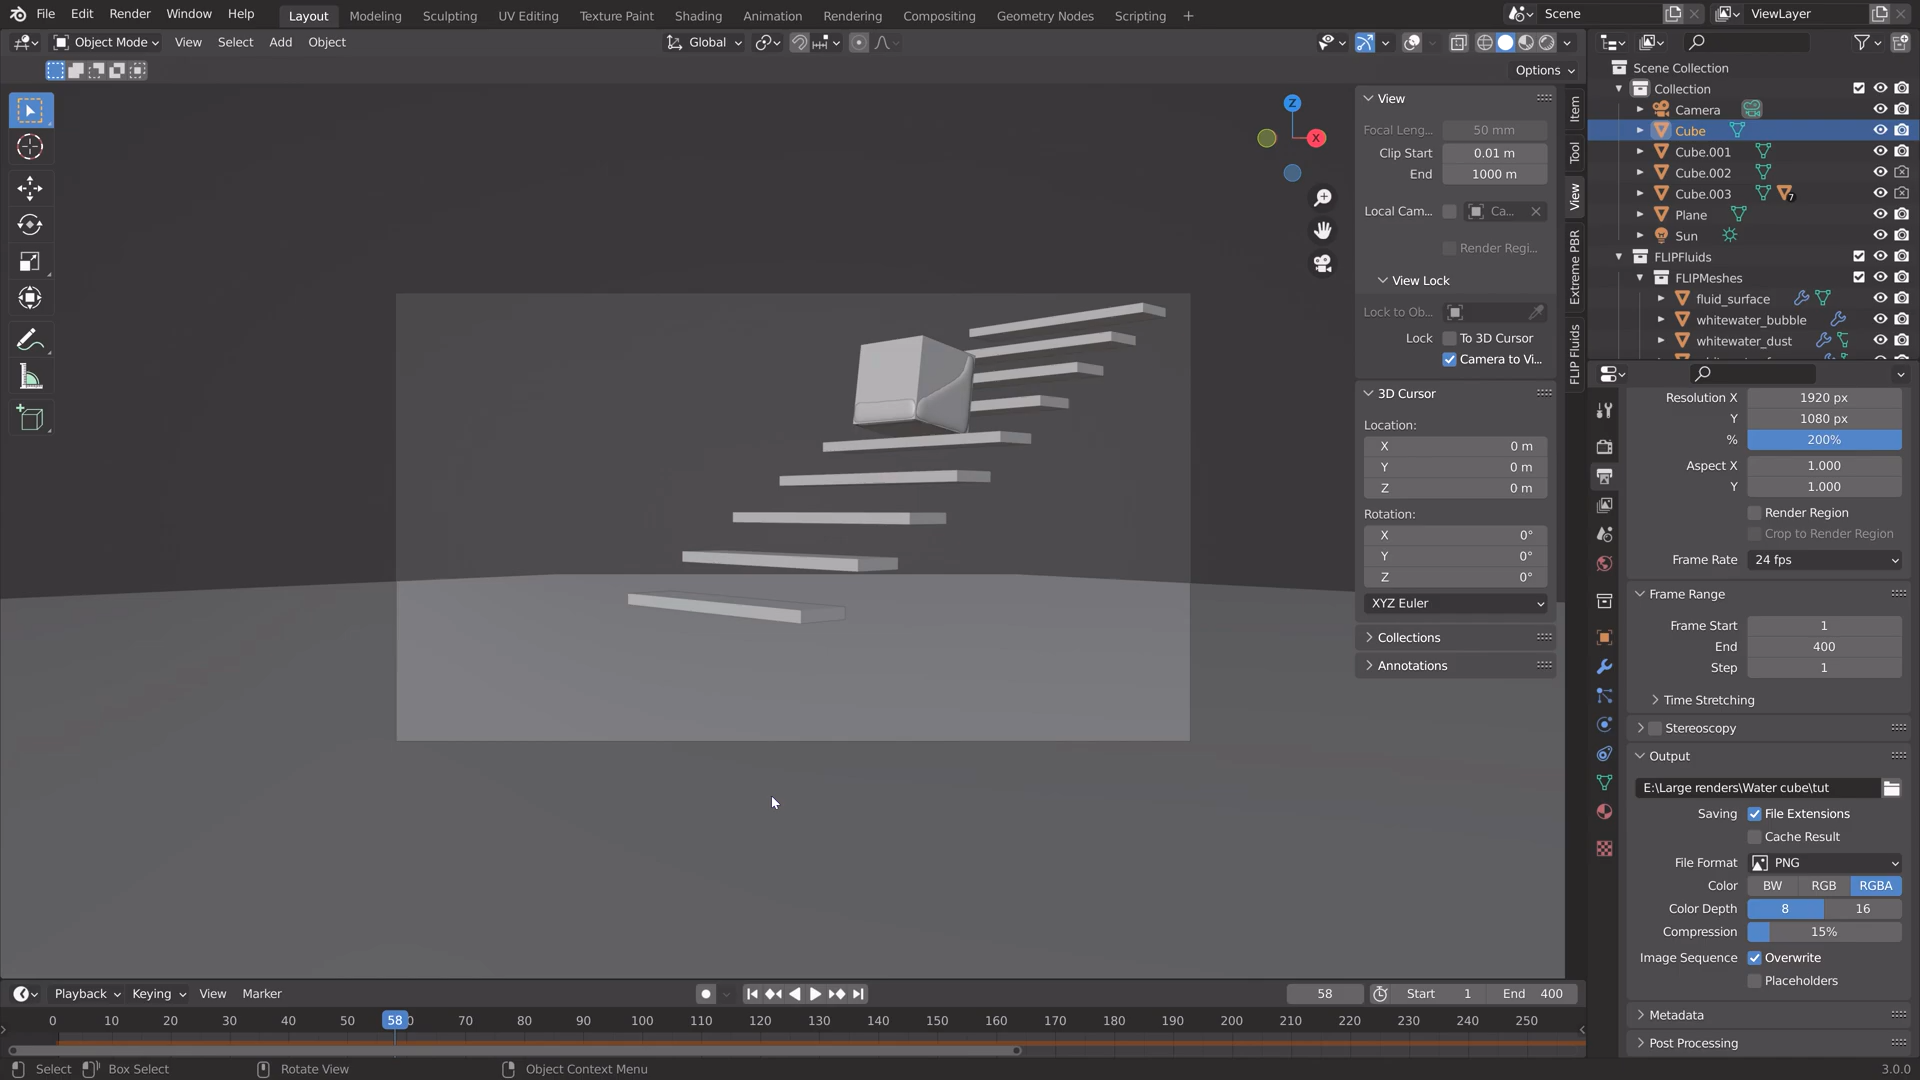 File Edit Render Window Help Layout Modeling Sculpting UV Editing Texture Paint Shading Animation Rendering Compositing Geometry Nodes Scripting + Scene ViewLayer
Object Mode View Select Add Object Global
Options
Z
X
View
Focal Leng... 50 mm
Clip Start 0.01 m
End 1000 m
Local Cam... Ca...
Render Regi...
View Lock
Lock to Ob...
Lock To 3D Cursor
Camera to Vi...
3D Cursor
Location:
X 0 m
Y 0 m
Z 0 m
Rotation:
X 0°
Y 0°
Z 0°
XYZ Euler
Collections
Annotations
Item
Tool
View
Extreme PBR
FLIP Fluids
Scene Collection
Collection
Camera
Cube
Cube.001
Cube.002
Cube.003 7
Plane
Sun
FLIPFluids
FLIPMeshes
fluid_surface
whitewater_bubble
whitewater_dust
Resolution X 1920 px
Y 1080 px
% 200%
Aspect X 1.000
Y 1.000
Render Region
Crop to Render Region
Frame Rate 24 fps
Frame Range
Frame Start 1
End 400
Step 1
Time Stretching
Stereoscopy
Output
E:\Large renders\Water cube\tut
Saving File Extensions
Cache Result
File Format PNG
Color BW RGB RGBA
Color Depth 8 16
Compression 15%
Image Sequence Overwrite
Placeholders
Metadata
Post Processing
Playback Keying View Marker 58 Start 1 End 400
0 10 20 30 40 50 58 70 80 90 100 110 120 130 140 150 160 170 180 190 200 210 220 230 240 250
Select Box Select Rotate View Object Context Menu 3.0.0